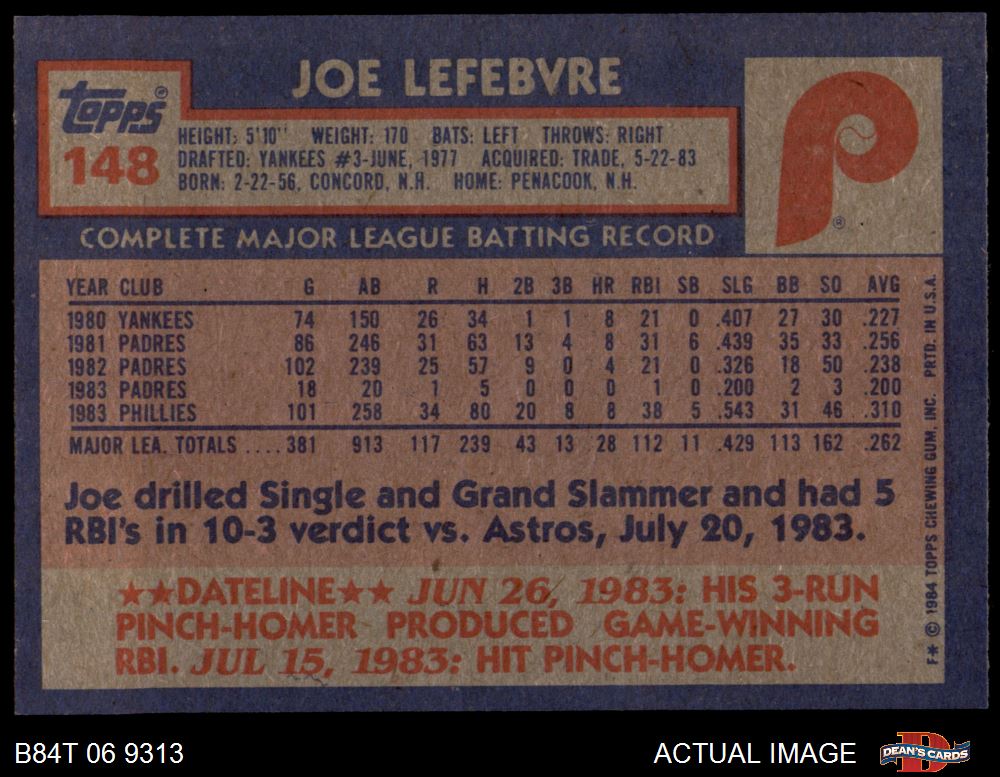 JOE LEFEBVRE
Topps®
148
HEIGHT: 5'10" WEIGHT: 170 BATS: LEFT THROWS: RIGHT
DRAFTED: YANKEES #3-JUNE, 1977 ACQUIRED: TRADE, 5-22-83
BORN: 2-22-56, CONCORD, N.H. HOME: PENACOOK, N.H.
P ®
COMPLETE MAJOR LEAGUE BATTING RECORD
YEAR CLUB G AB R H 2B 3B HR RBI SB SLG BB SO AVG
1980 YANKEES 74 150 26 34 1 1 8 21 0 .407 27 30 .227
1981 PADRES 86 246 31 63 13 4 8 31 6 .439 35 33 .256
1982 PADRES 102 239 25 57 9 0 4 21 0 .326 18 50 .238
1983 PADRES 18 20 1 5 0 0 0 1 0 .200 2 3 .200
1983 PHILLIES 101 258 34 80 20 8 8 38 5 .543 31 46 .310
MAJOR LEA. TOTALS .... 381 913 117 239 43 13 28 112 11 .429 113 162 .262
Joe drilled Single and Grand Slammer and had 5
RBI's in 10-3 verdict vs. Astros, July 20, 1983.
★★DATELINE★★ JUN 26, 1983: HIS 3-RUN
PINCH-HOMER PRODUCED GAME-WINNING
RBI. JUL 15, 1983: HIT PINCH-HOMER.
F* © 1984 TOPPS CHEWING GUM, INC. PRTD. IN U.S.A.
B84T 06 9313
ACTUAL IMAGE
DEAN'S CARDS